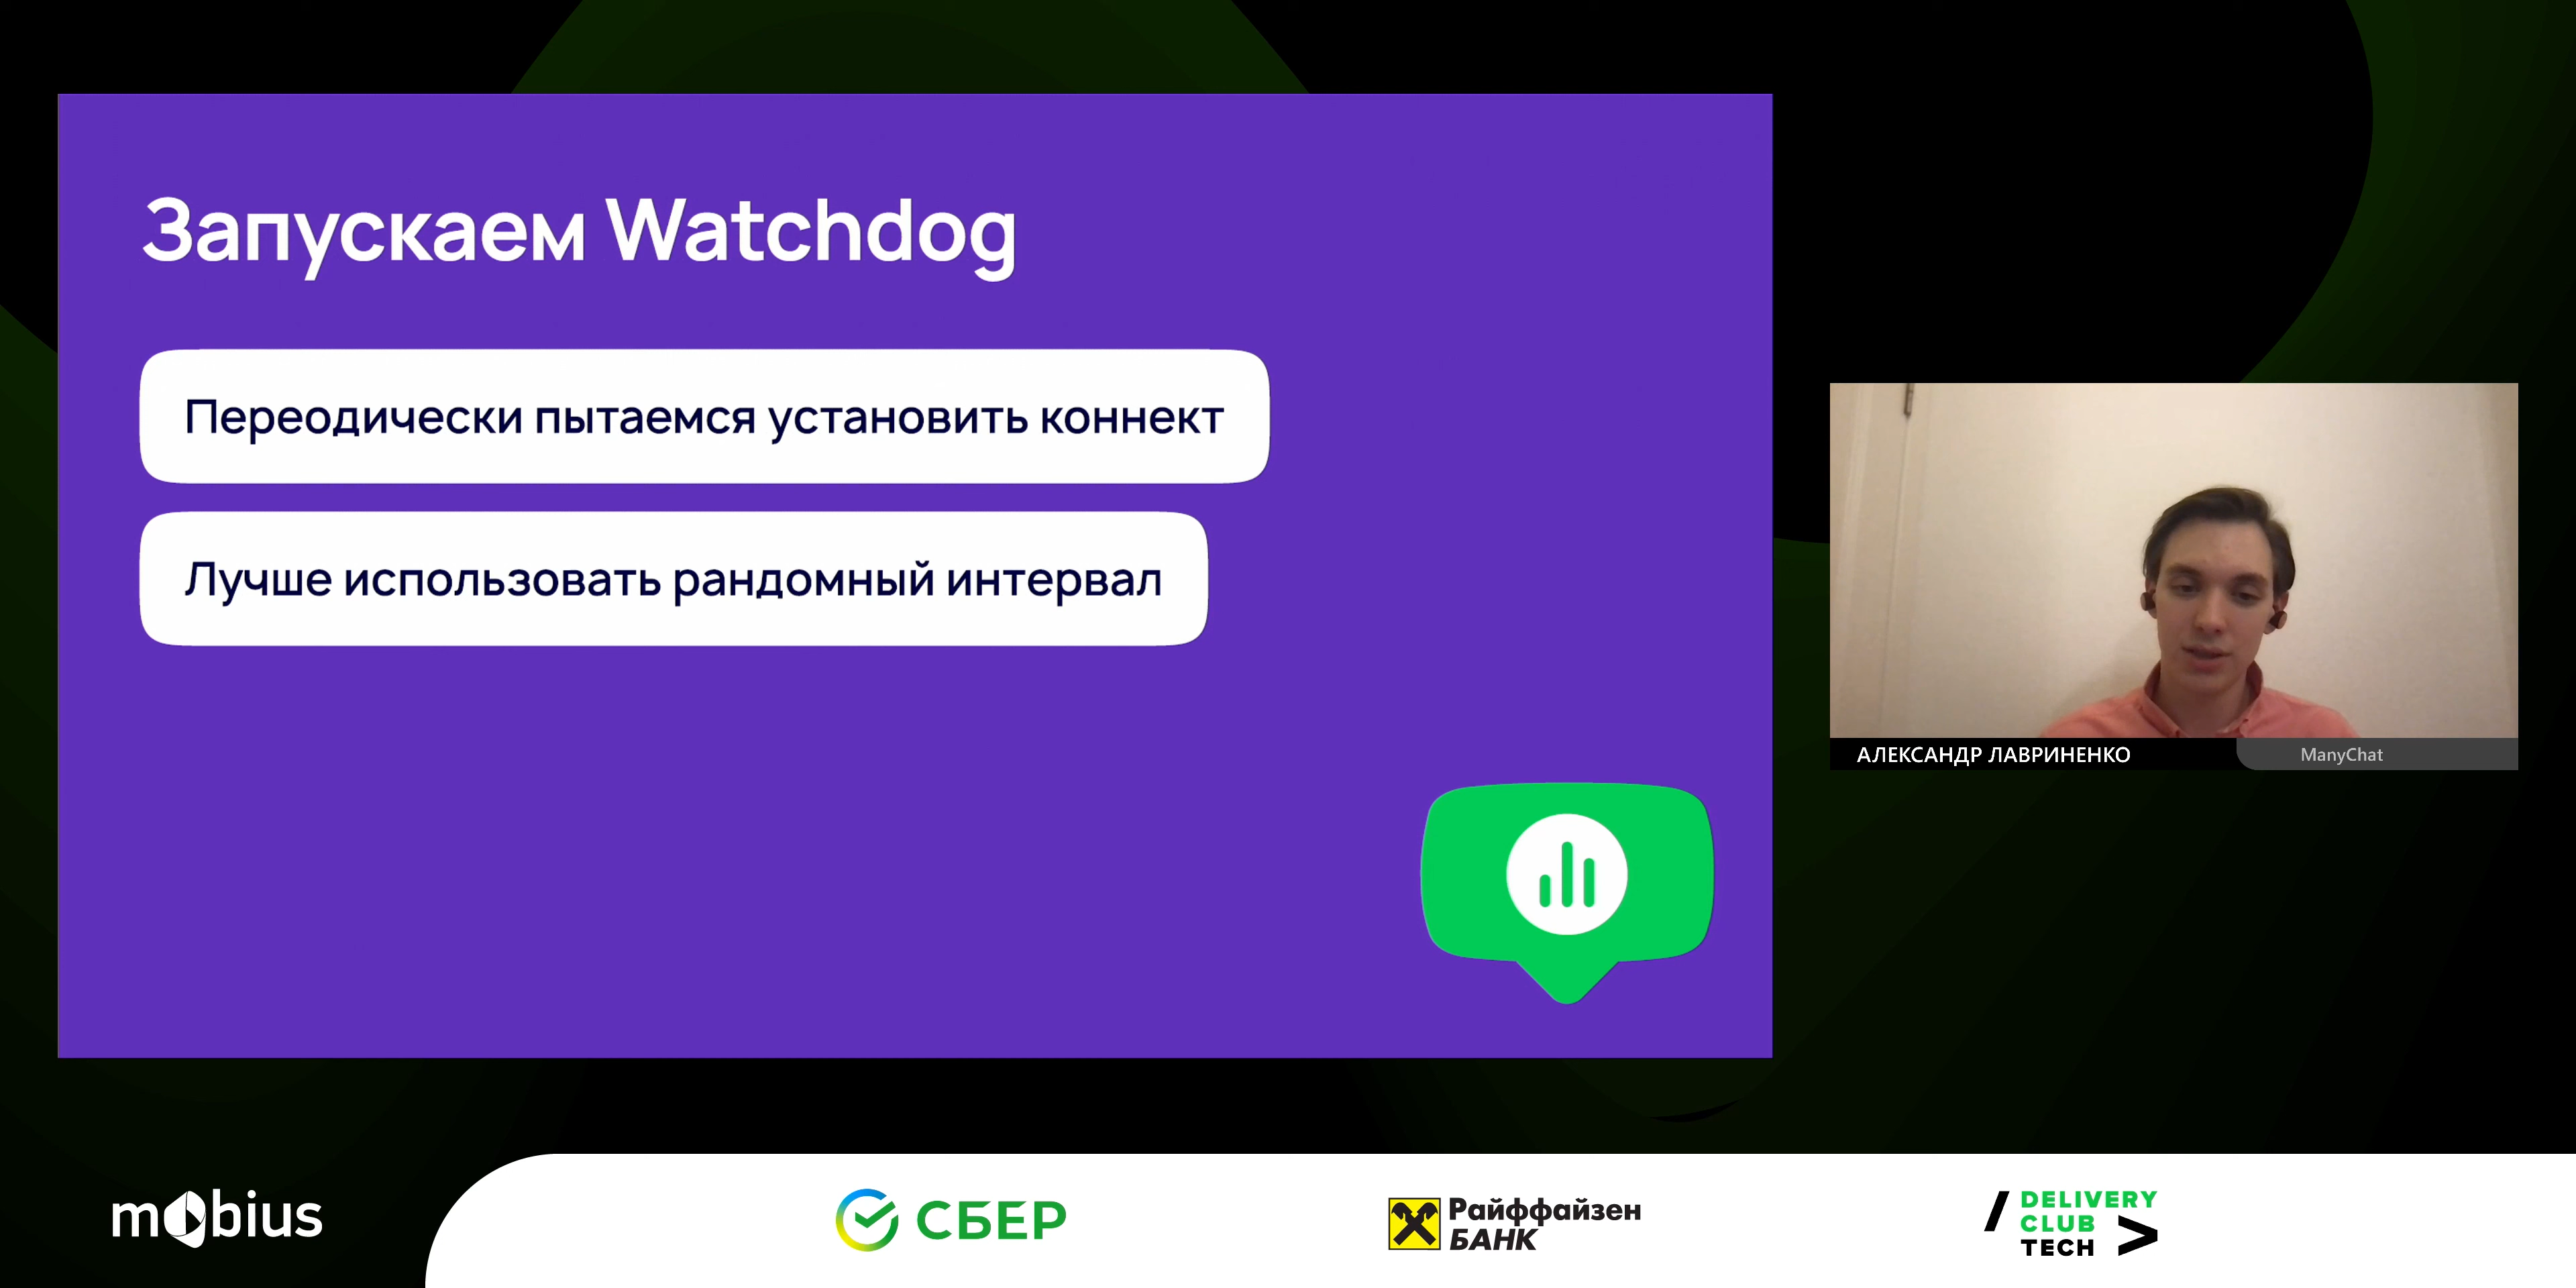 Запускаем Watchdog
Переодически пытаемся установить коннект
Лучше использовать рандомный интервал
АЛЕКСАНДР ЛАВРИНЕНКО
ManyChat
mobius
СБЕР
Райффайзен
БАНК
DELIVERY
CLUB
TECH